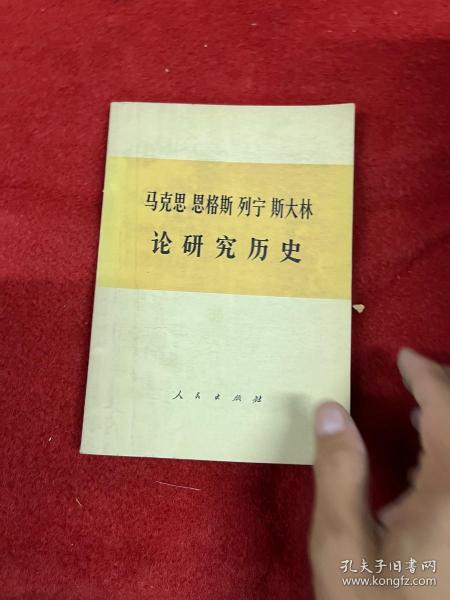 马克思 恩格斯 列宁 斯大林
论研究历史
人民出版社
孔夫子旧书网
www.kongfz.com